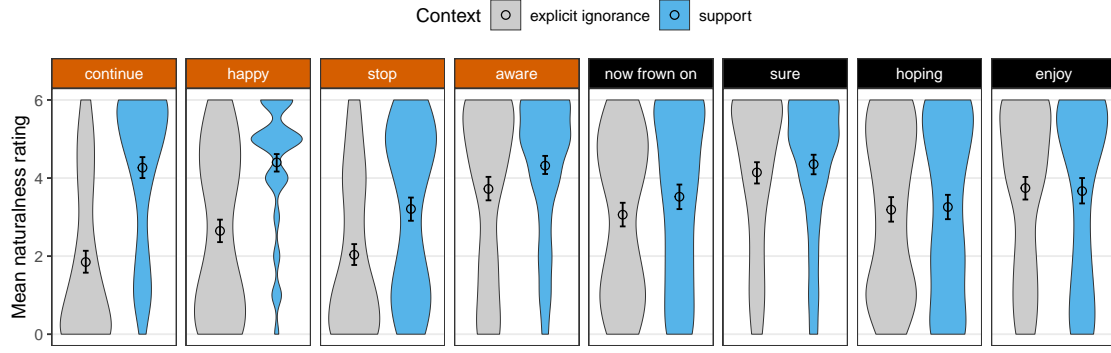 Context explicit ignorance support
continue happy stop aware now frown on sure hoping enjoy
Mean naturalness rating
6
4
2
0